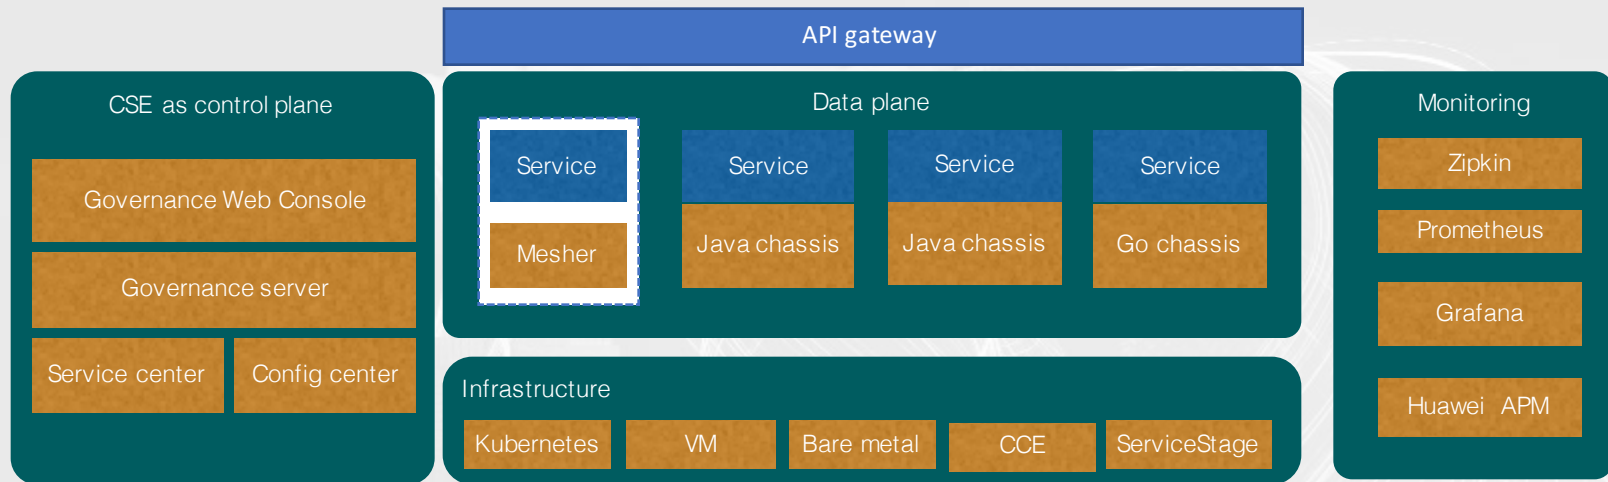 API gateway
CSE as control plane
Governance Web Console
Governance server
Service center
Config center
Data plane
Service
Mesher
Service
Java chassis
Service
Java chassis
Service
Go chassis
Infrastructure
Kubernetes
VM
Bare metal
CCE
ServiceStage
Monitoring
Zipkin
Prometheus
Grafana
Huawei APM